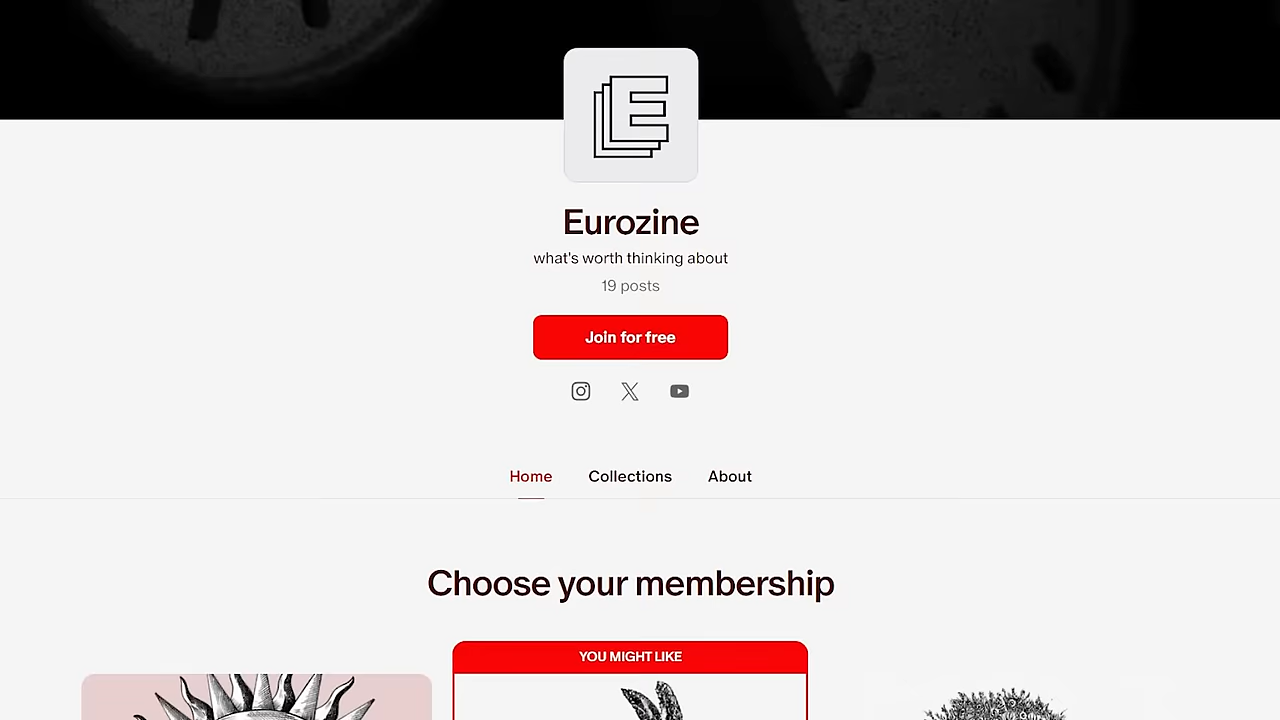 E
Eurozine
what's worth thinking about
19 posts
Join for free
Home Collections About
Choose your membership
YOU MIGHT LIKE